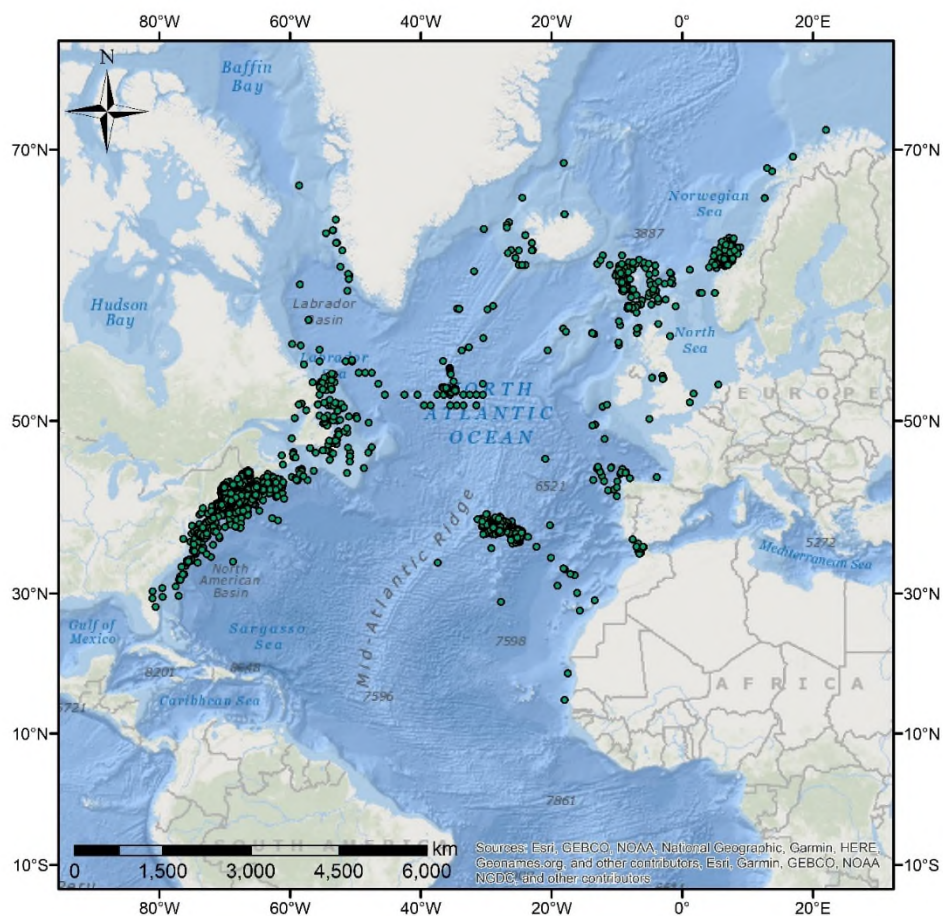 80°W 60°W 40°W 20°W 0° 20°E
N
Baffin
Bay
70°N 70°N
Norwegian
Sea
3887
Hudson
Bay
Labrador
Basin
North
Sea
Labrador
EUROPE
50°N 50°N
NORTH
ATLANTIC
OCEAN
6521
5272
Mediterranean Sea
North
American
Basin
30°N 30°N
Gulf of
Mexico
Sargasso
Sea
Mid-Atlantic Ridge
7598
8201
7596
AFRICA
Caribbean Sea
10°N 10°N
7861
SOUTH AMERICA
km
0 1,500 3,000 4,500 6,000
Sources: Esri, GEBCO, NOAA, National Geographic, Garmin, HERE,
Geonames.org, and other contributors, Esri, Garmin, GEBCO, NOAA
NGDC, and other contributors
10°S 10°S
80°W 60°W 40°W 20°W 0° 20°E